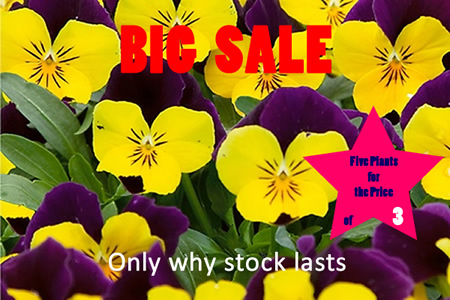 BIG SALE
Five Plants
for
the Price
of 3
Only why stock lasts